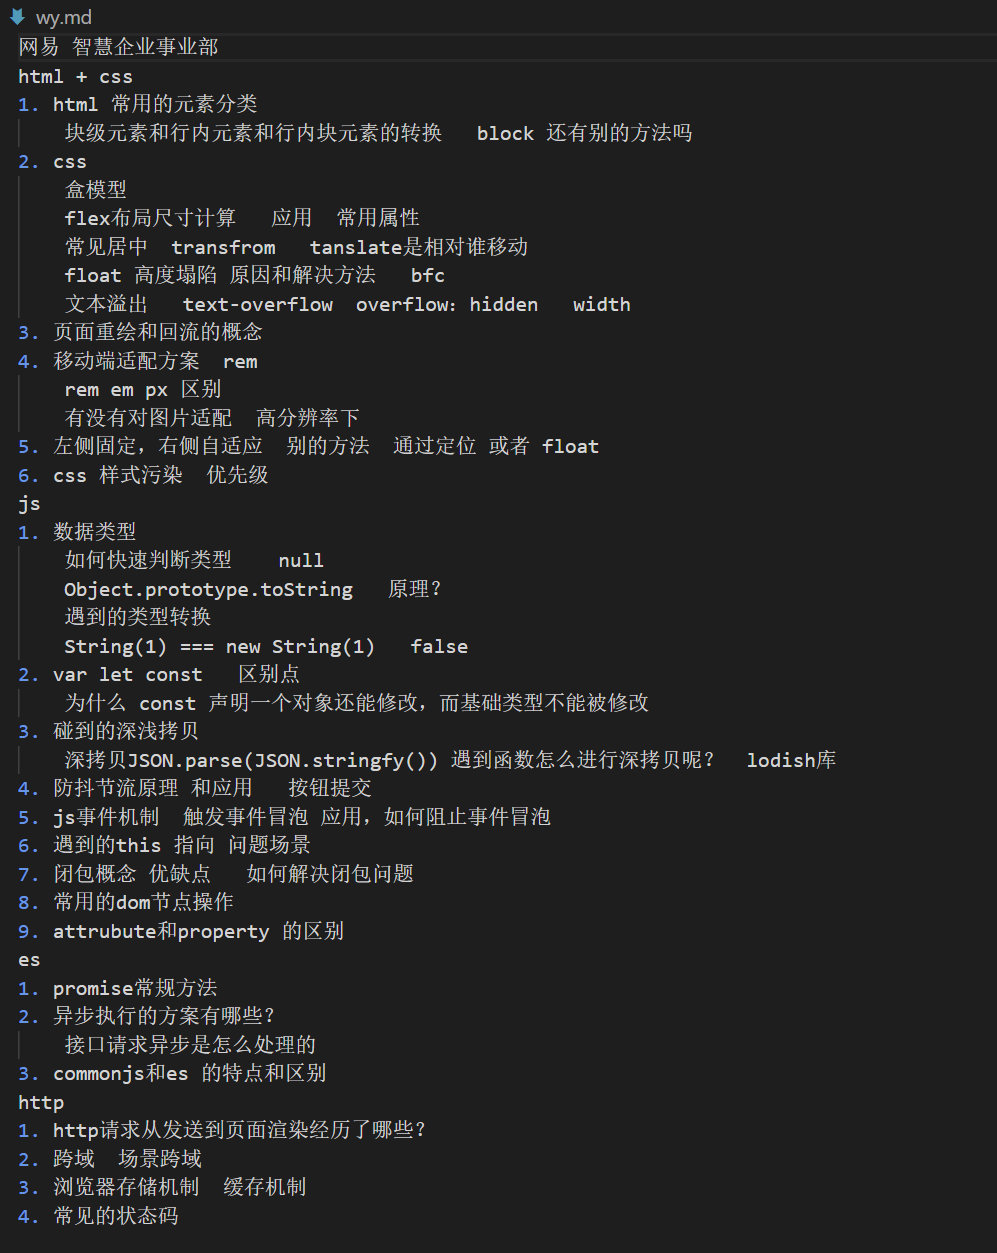 wy.md
网易 智慧企业事业部
html + css
1. html 常用的元素分类
块级元素和行内元素和行内块元素的转换 block 还有别的方法吗
2. css
盒模型
flex布局尺寸计算 应用 常用属性
常见居中 transfrom tanslate是相对谁移动
float 高度塌陷 原因和解决方法 bfc
文本溢出 text-overflow overflow：hidden width
3. 页面重绘和回流的概念
4. 移动端适配方案 rem
rem em px 区别
有没有对图片适配 高分辨率下
5. 左侧固定，右侧自适应 别的方法 通过定位 或者 float
6. css 样式污染 优先级
js
1. 数据类型
如何快速判断类型 null
Object.prototype.toString 原理？
遇到的类型转换
String(1) === new String(1) false
2. var let const 区别点
为什么 const 声明一个对象还能修改，而基础类型不能被修改
3. 碰到的深浅拷贝
深拷贝JSON.parse(JSON.stringfy()) 遇到函数怎么进行深拷贝呢？ lodish库
4. 防抖节流原理 和应用 按钮提交
5. js事件机制 触发事件冒泡 应用，如何阻止事件冒泡
6. 遇到的this 指向 问题场景
7. 闭包概念 优缺点 如何解决闭包问题
8. 常用的dom节点操作
9. attrubute和property 的区别
es
1. promise常规方法
2. 异步执行的方案有哪些？
接口请求异步是怎么处理的
3. commonjs和es 的特点和区别
http
1. http请求从发送到页面渲染经历了哪些？
2. 跨域 场景跨域
3. 浏览器存储机制 缓存机制
4. 常见的状态码